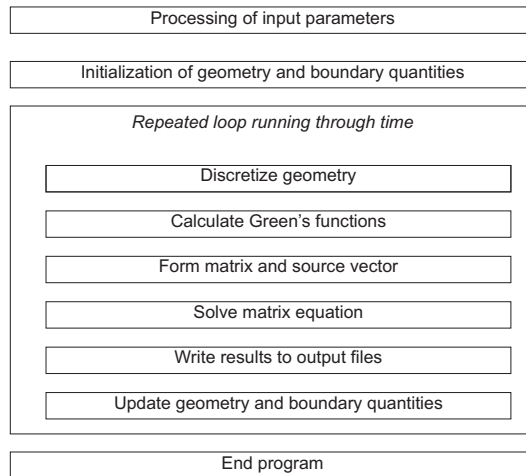 Processing of input parameters
Initialization of geometry and boundary quantities
Repeated loop running through time
Discretize geometry
Calculate Green's functions
Form matrix and source vector
Solve matrix equation
Write results to output files
Update geometry and boundary quantities
End program